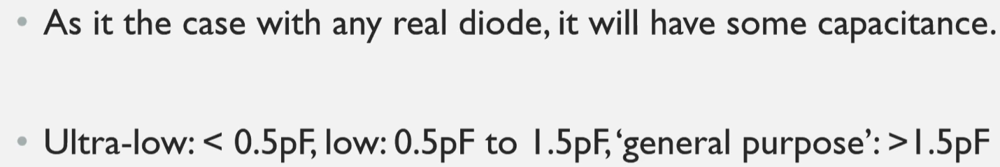 • As it the case with any real diode, it will have some capacitance.
• Ultra-low: < 0.5pF, low: 0.5pF to 1.5pF, ‘general purpose’: >1.5pF